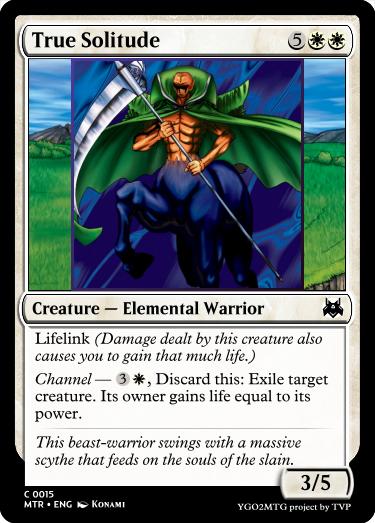 True Solitude 5
Creature — Elemental Warrior
Lifelink (Damage dealt by this creature also
causes you to gain that much life.)
Channel — 3, Discard this: Exile target
creature. Its owner gains life equal to its
power.
This beast-warrior swings with a massive
scythe that feeds on the souls of the slain.
3/5
C 0015
MTR • ENG Konami
YGO2MTG project by TVP